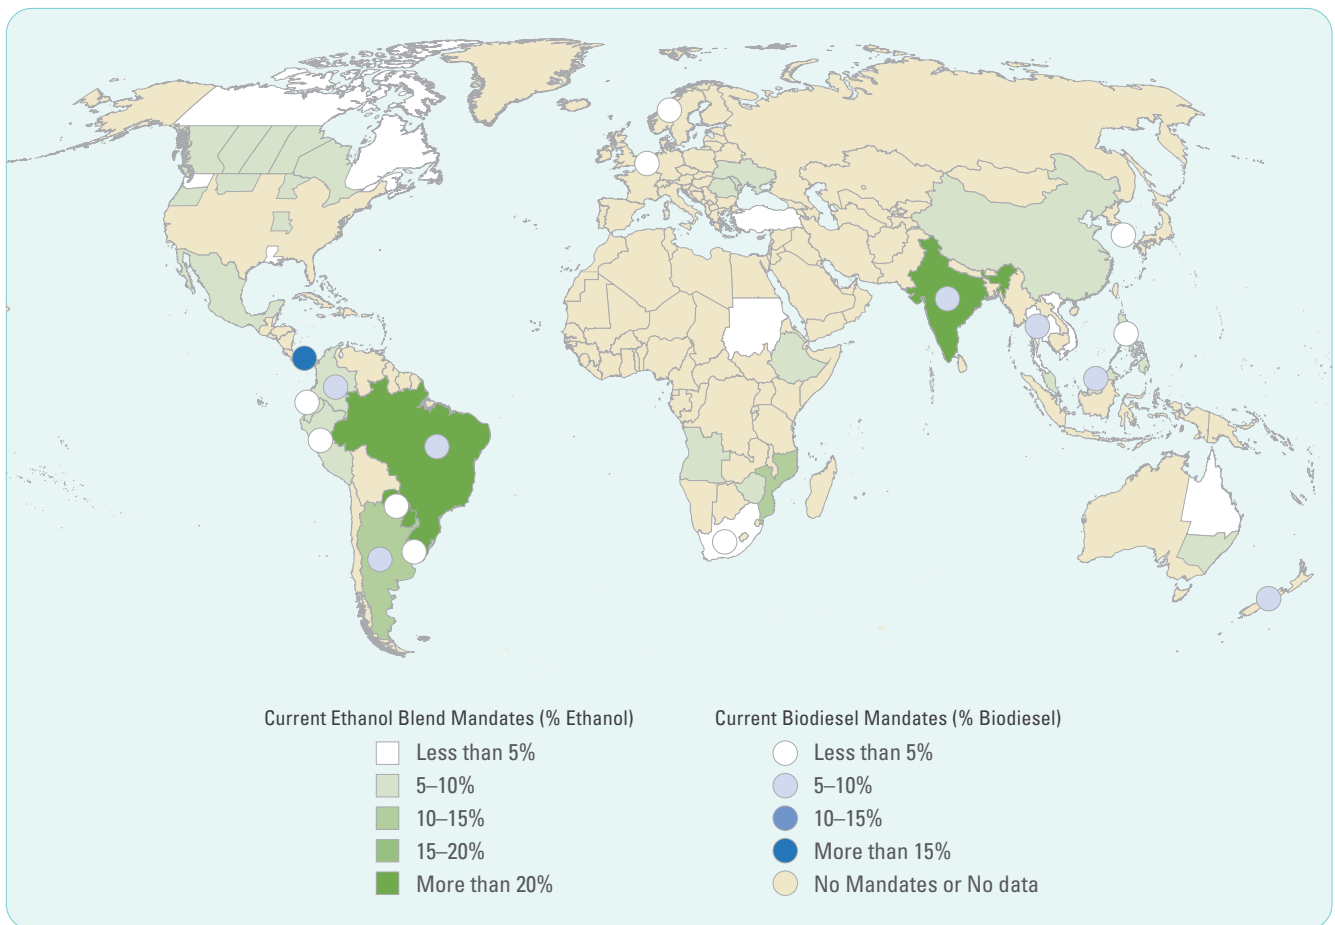 Current Ethanol Blend Mandates (% Ethanol)
Less than 5%
5–10%
10–15%
15–20%
More than 20%
Current Biodiesel Mandates (% Biodiesel)
Less than 5%
5–10%
10–15%
More than 15%
No Mandates or No data